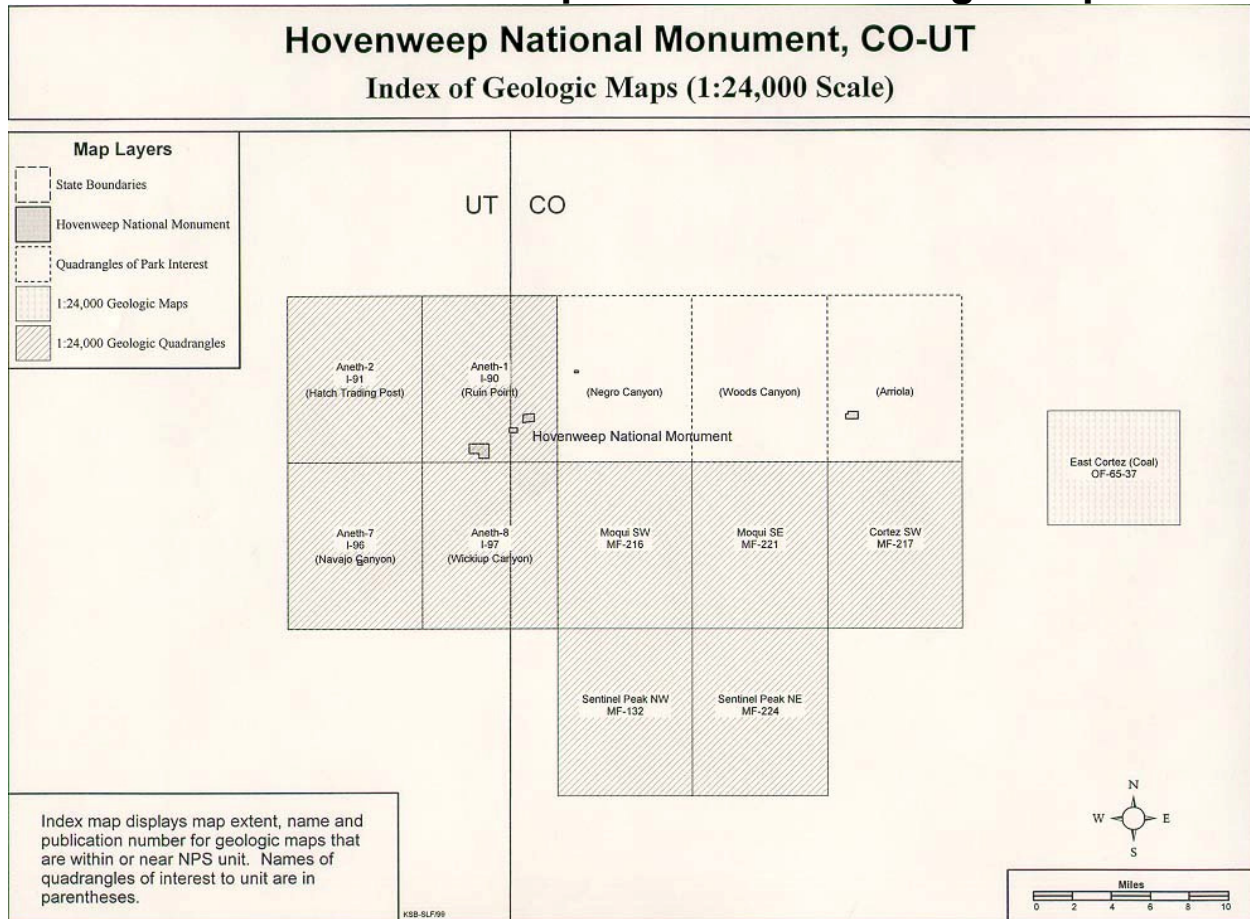 Hovenweep National Monument, CO-UT
Index of Geologic Maps (1:24,000 Scale)
Map Layers
State Boundaries
Hovenweep National Monument
Quadrangles of Park Interest
1:24,000 Geologic Maps
1:24,000 Geologic Quadrangles
UT CO
Aneth-2
I-91
(Hatch Trading Post)
Aneth-1
I-90
(Ruin Point)
(Negro Canyon)
(Woods Canyon)
(Arriola)
Hovenweep National Monument
East Cortez (Coal)
OF-65-37
Aneth-7
I-96
(Navajo Canyon)
Aneth-8
I-97
(Wickiup Canyon)
Moqui SW
MF-216
Moqui SE
MF-221
Cortez SW
MF-217
Sentinel Peak NW
MF-132
Sentinel Peak NE
MF-224
Index map displays map extent, name and
publication number for geologic maps that
are within or near NPS unit. Names of
quadrangles of interest to unit are in
parentheses.
KSB-SLF/99
N
W E
S
Miles
0 2 4 6 8 10